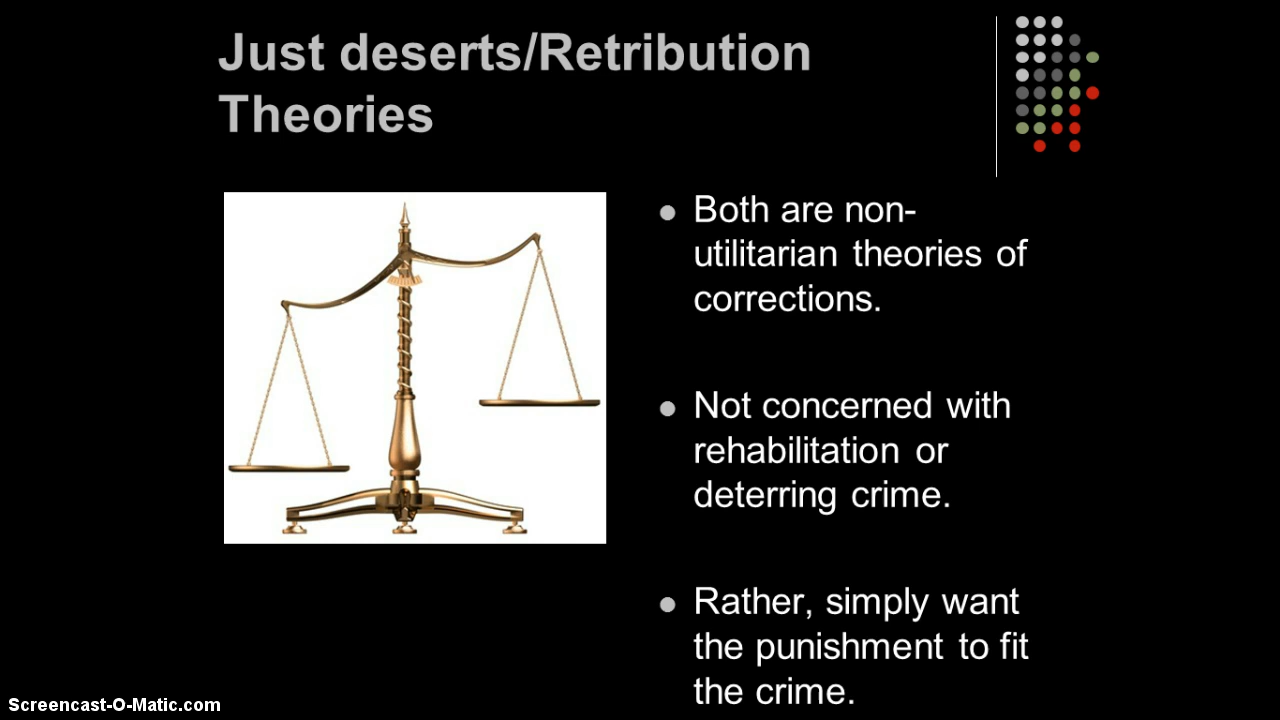 Just deserts/Retribution
Theories
Both are non-
utilitarian theories of
corrections.
Not concerned with
rehabilitation or
deterring crime.
Rather, simply want
the punishment to fit
the crime.
Screencast-O-Matic.com